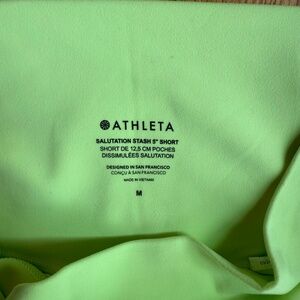 ATHLETA
SALUTATION STASH 5" SHORT
SHORT DE 12,5 CM POCHES
DISSIMULÉES SALUTATION
DESIGNED IN SAN FRANCISCO
CONÇU À SAN FRANCISCO
MADE IN VIETNAM
M